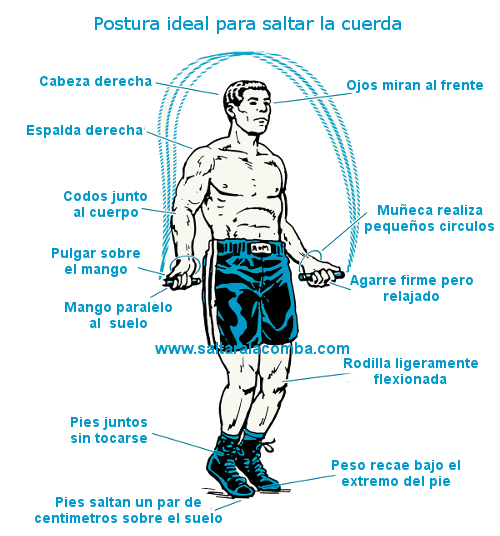 Postura ideal para saltar la cuerda
Cabeza derecha
Ojos miran al frente
Espalda derecha
Codos junto
al cuerpo
Muñeca realiza
pequeños circulos
Pulgar sobre
el mango
Agarre firme pero
relajado
Mango paralelo
al suelo
www.saltaralacomba.com
Rodilla ligeramente
flexionada
Pies juntos
sin tocarse
Peso recae bajo el
extremo del pie
Pies saltan un par de
centimetros sobre el suelo